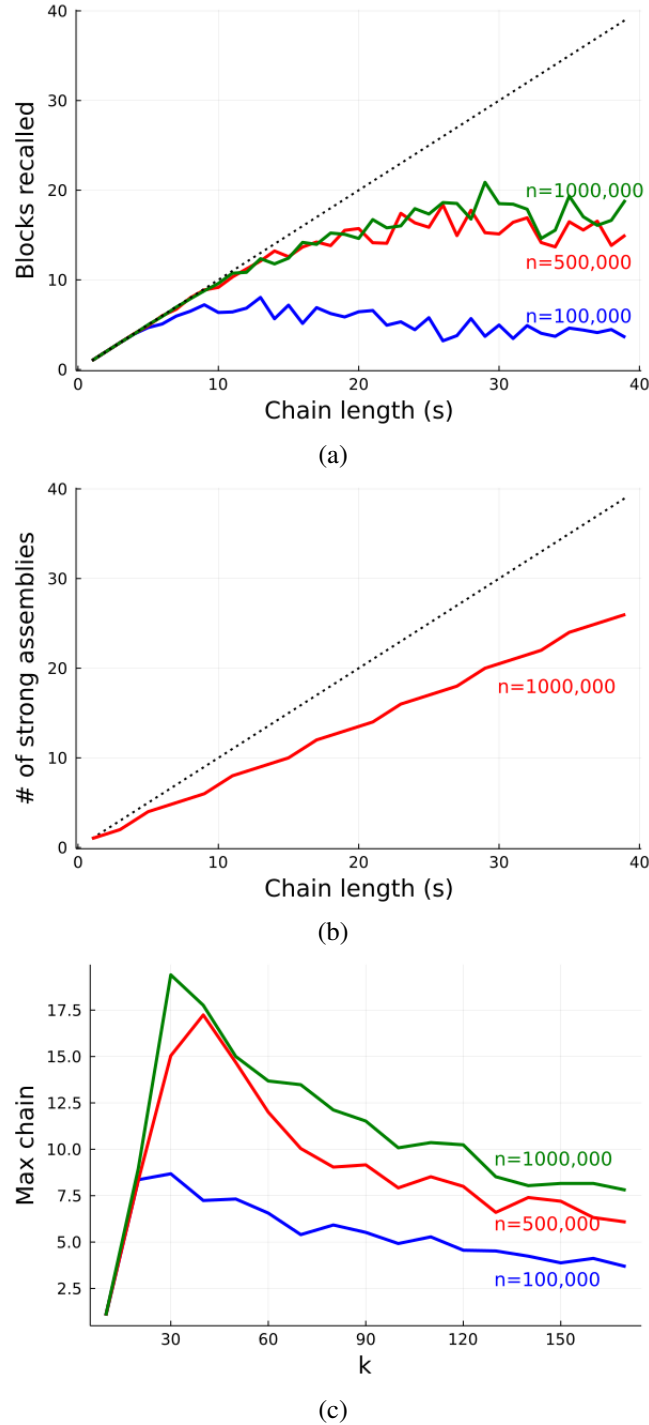 40
30
20
10
0
Blocks recalled
n=1000,000
n=500,000
n=100,000
0 10 20 30 40
Chain length (s)
(a)
40
30
20
10
0
# of strong assemblies
n=1000,000
0 10 20 30 40
Chain length (s)
(b)
17.5
15.0
12.5
10.0
7.5
5.0
2.5
Max chain
n=1000,000
n=500,000
n=100,000
30 60 90 120 150
k
(c)